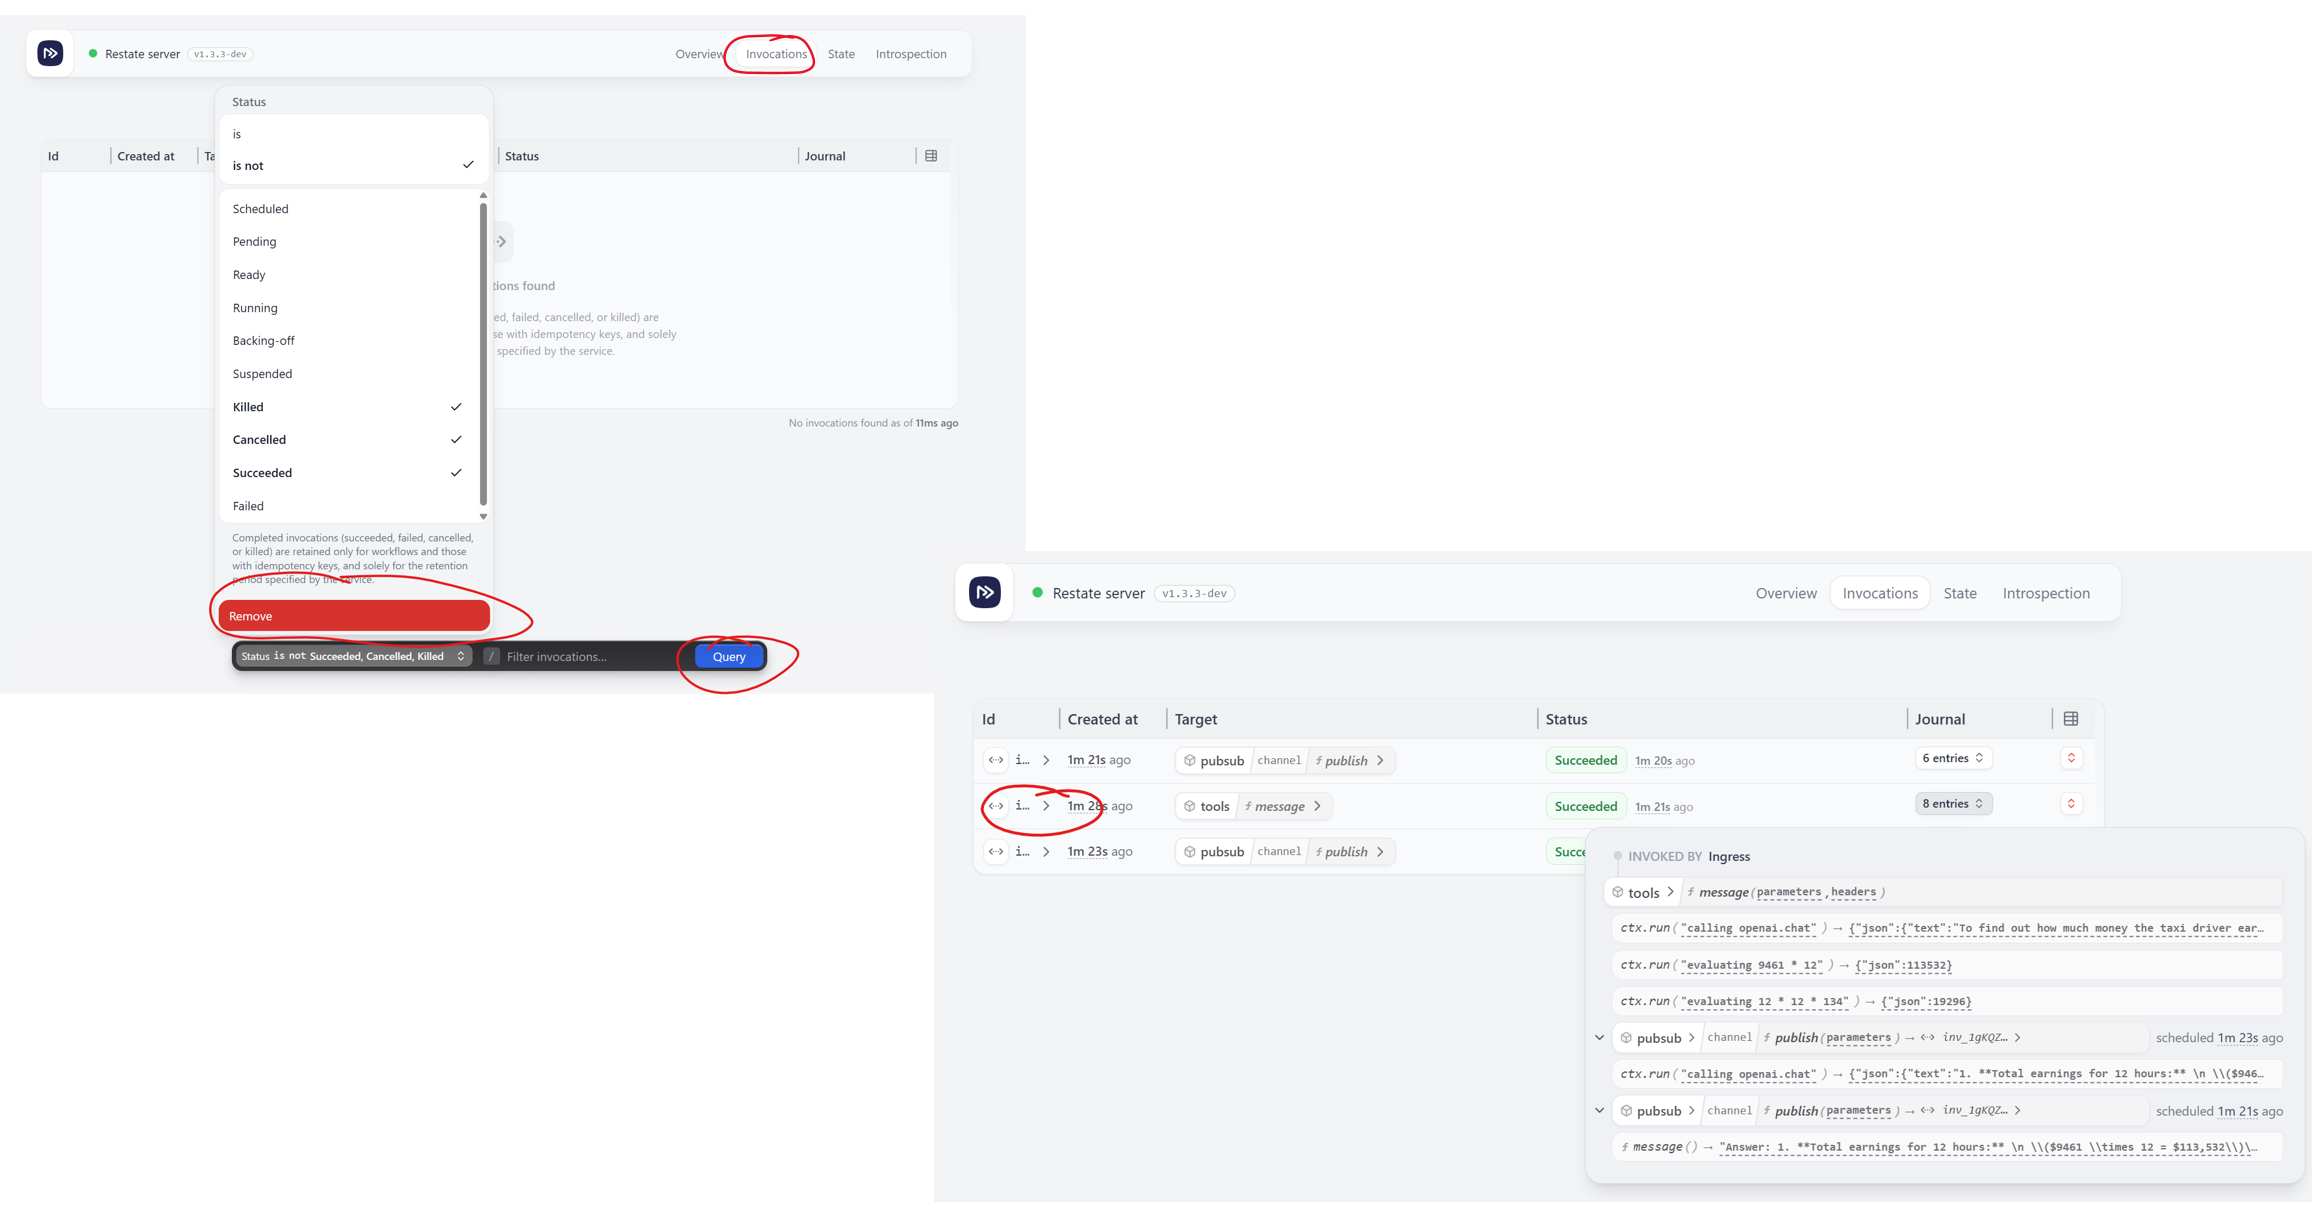 Restate server v1.3.3-dev
Overview Invocations State Introspection
Status
is
is not
Id Created at Ta Status Journal
Scheduled
Pending
Ready
Running
Backing-off
Suspended
Killed
Cancelled
Succeeded
Failed
tions found
ed, failed, cancelled, or killed) are
se with idempotency keys, and solely
specified by the service.
No invocations found as of 11ms ago
Completed invocations (succeeded, failed, cancelled,
or killed) are retained only for workflows and those
with idempotency keys, and solely for the retention
period specified by the service.
Remove
Status is not Succeeded, Cancelled, Killed / Filter invocations... Query
Restate server v1.3.3-dev
Overview Invocations State Introspection
Id Created at Target Status Journal
i... 1m 21s ago pubsub channel f publish Succeeded 1m 20s ago 6 entries
i... 1m 28s ago tools f message Succeeded 1m 21s ago 8 entries
i... 1m 23s ago pubsub channel f publish Succe
INVOKED BY Ingress
tools f message(parameters,headers)
ctx.run("calling openai.chat") → {"json":{"text":"To find out how much money the taxi driver ear…
ctx.run("evaluating 9461 * 12") → {"json":113532}
ctx.run("evaluating 12 * 12 * 134") → {"json":19296}
pubsub channel f publish(parameters) → inv_1gKQZ… scheduled 1m 23s ago
ctx.run("calling openai.chat") → {"json":{"text":"1. **Total earnings for 12 hours:** \n \\($946…
pubsub channel f publish(parameters) → inv_1gKQZ… scheduled 1m 21s ago
f message() → "Answer: 1. **Total earnings for 12 hours:** \n \\($9461 \\times 12 = $113,532\\)\…